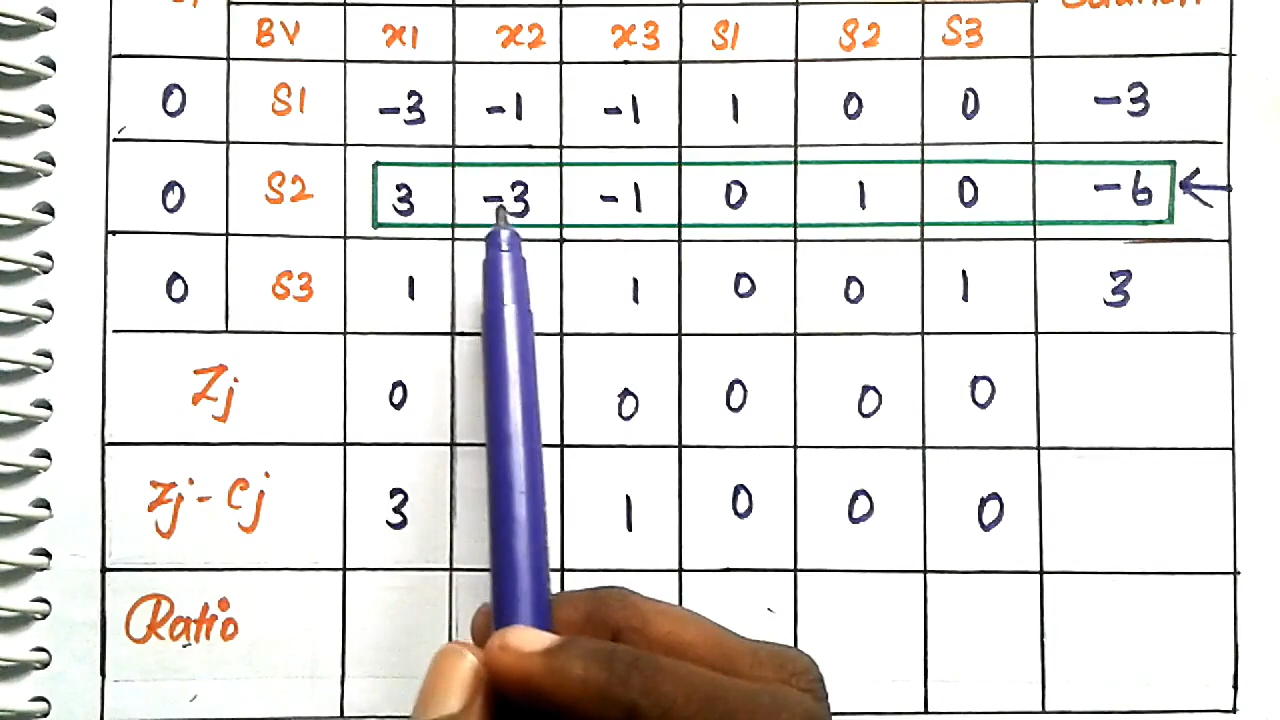 BV x1 x2 x3 S1 S2 S3
0 S1 -3 -1 -1 1 0 0 -3
0 S2 3 -3 -1 0 1 0 -6
0 S3 1 1 0 0 1 3
Zj 0 0 0 0 0
Zj - Cj 3 1 0 0 0
Ratio